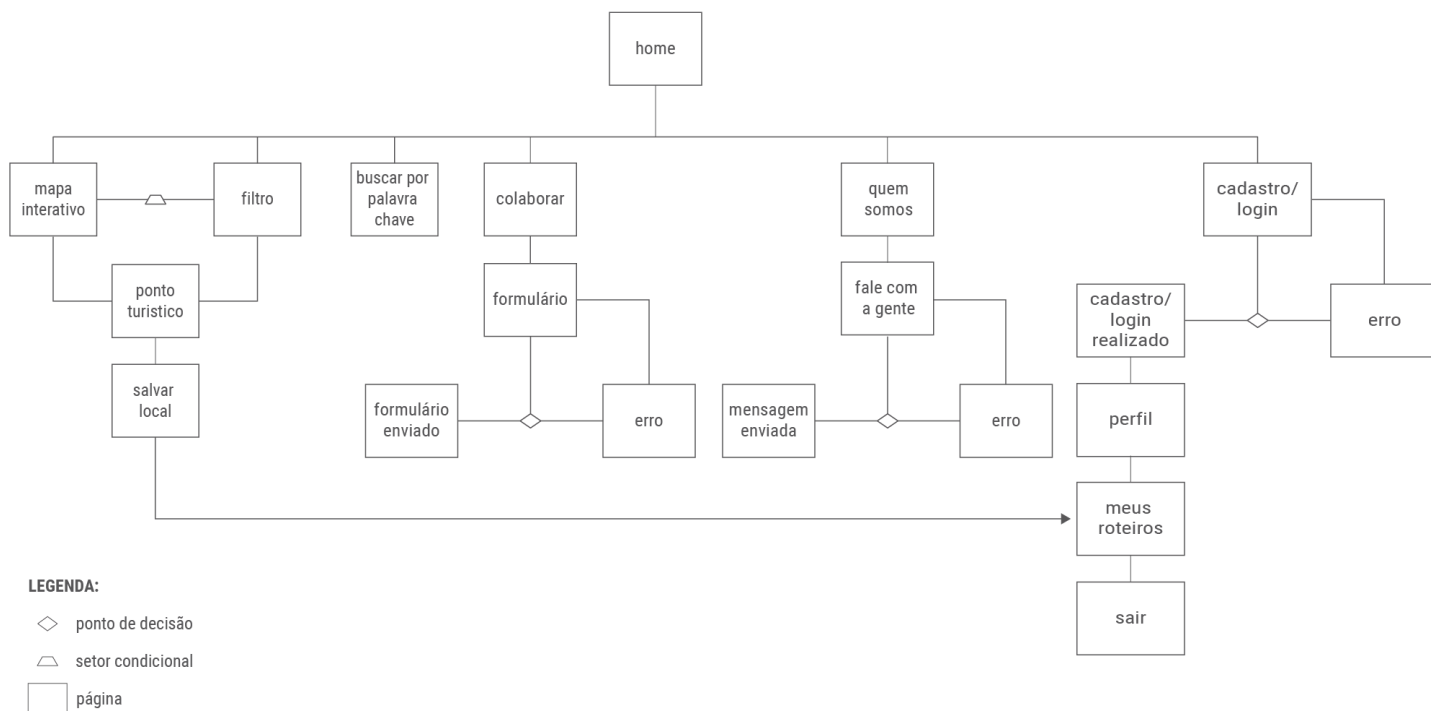 home
mapa
interativo
filtro
buscar por
palavra
chave
colaborar
quem
somos
cadastro/
login
ponto
turistico
formulário
fale com
a gente
cadastro/
login
realizado
erro
salvar
local
formulário
enviado
erro
mensagem
enviada
erro
perfil
meus
roteiros
sair
LEGENDA:
ponto de decisão
setor condicional
página